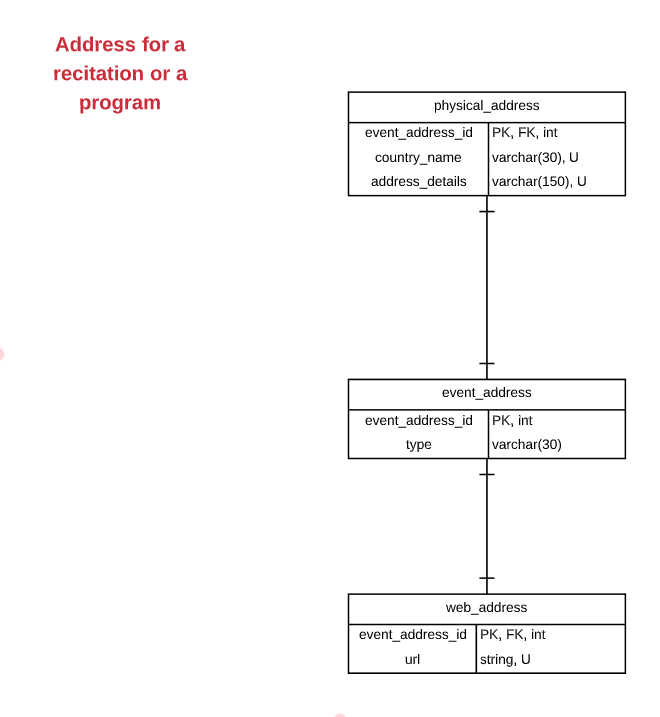 Address for a
recitation or a
program
physical_address
event_address_id PK, FK, int
country_name varchar(30), U
address_details varchar(150), U
event_address
event_address_id PK, int
type varchar(30)
web_address
event_address_id PK, FK, int
url string, U